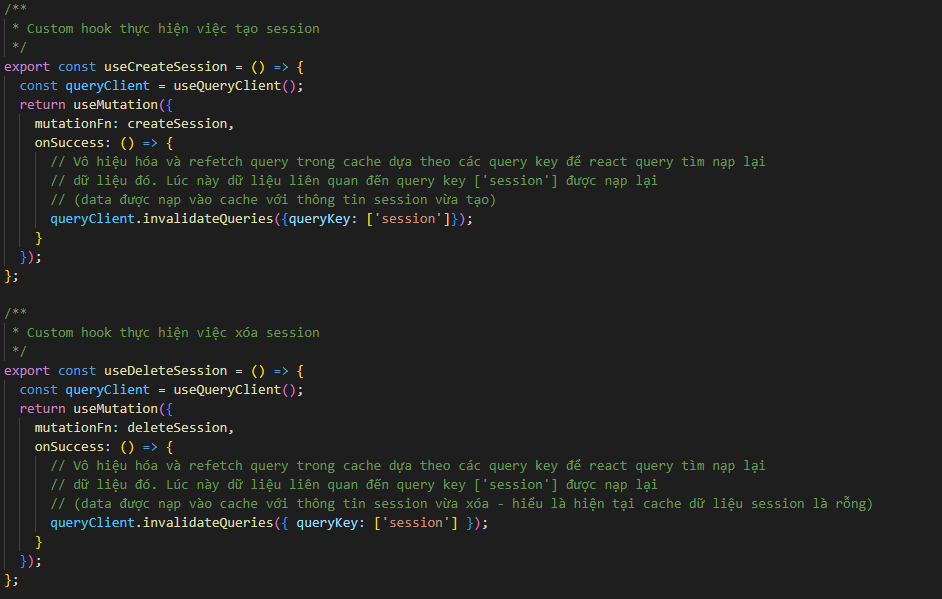 /**
 * Custom hook thực hiện việc tạo session
 */
export const useCreateSession = () => {
  const queryClient = useQueryClient();
  return useMutation({
    mutationFn: createSession,
    onSuccess: () => {
      // Vô hiệu hóa và refetch query trong cache dựa theo các query key để react query tìm nạp lại
      // dữ liệu đó. Lúc này dữ liệu liên quan đến query key ['session'] được nạp lại
      // (data được nạp vào cache với thông tin session vừa tạo)
      queryClient.invalidateQueries({queryKey: ['session']});
    }
  });
};

/**
 * Custom hook thực hiện việc xóa session
 */
export const useDeleteSession = () => {
  const queryClient = useQueryClient();
  return useMutation({
    mutationFn: deleteSession,
    onSuccess: () => {
      // Vô hiệu hóa và refetch query trong cache dựa theo các query key để react query tìm nạp lại
      // dữ liệu đó. Lúc này dữ liệu liên quan đến query key ['session'] được nạp lại
      // (data được nạp vào cache với thông tin session vừa xóa - hiểu là hiện tại cache dữ liệu session là rỗng)
      queryClient.invalidateQueries({ queryKey: ['session'] });
    }
  });
};